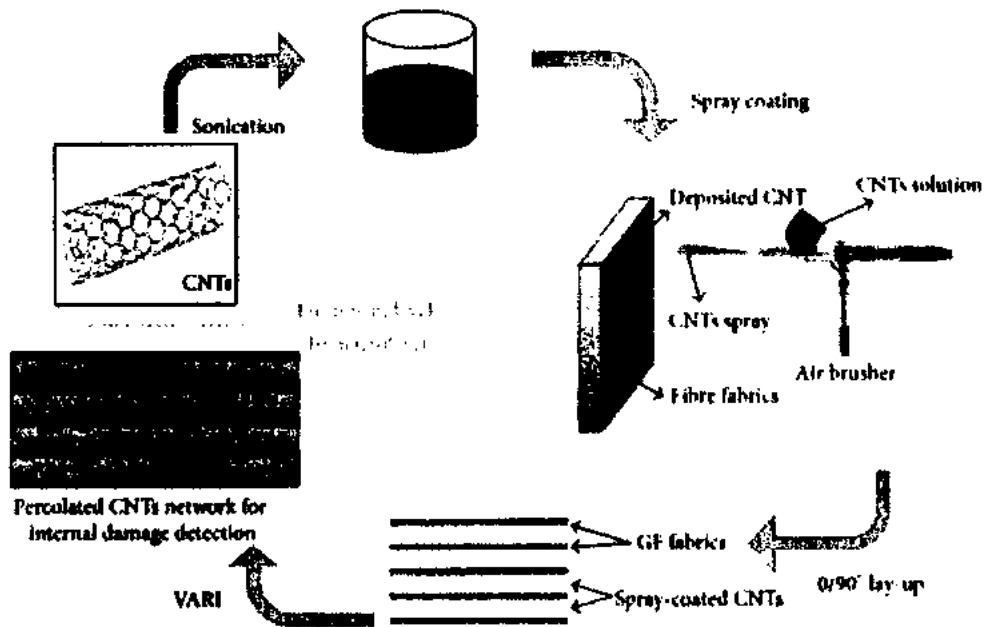 Sonication
Spray coating
CNTs
Deposited CNT
CNTs solution
CNTs spray
Air brusher
Fibre fabrics
Percolated CNTs network for
internal damage detection
GF fabrics
Spray-coated CNTs
0/90° lay-up
VARI